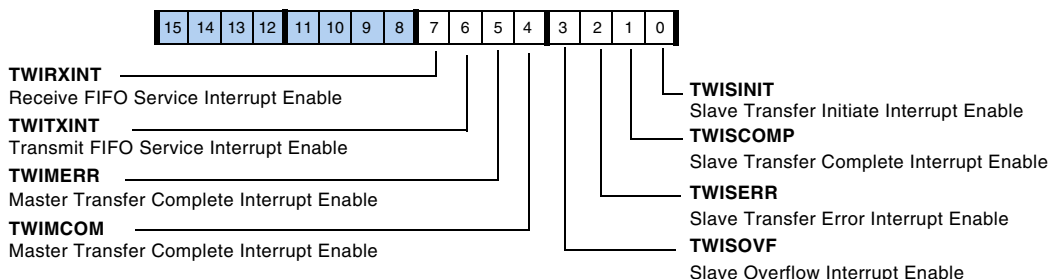 15 14 13 12 11 10 9 8 7 6 5 4 3 2 1 0
TWIRXINT
Receive FIFO Service Interrupt Enable
TWITXINT
Transmit FIFO Service Interrupt Enable
TWIMERR
Master Transfer Complete Interrupt Enable
TWIMCOM
Master Transfer Complete Interrupt Enable
TWISINIT
Slave Transfer Initiate Interrupt Enable
TWISCOMP
Slave Transfer Complete Interrupt Enable
TWISERR
Slave Transfer Error Interrupt Enable
TWISOVF
Slave Overflow Interrupt Enable